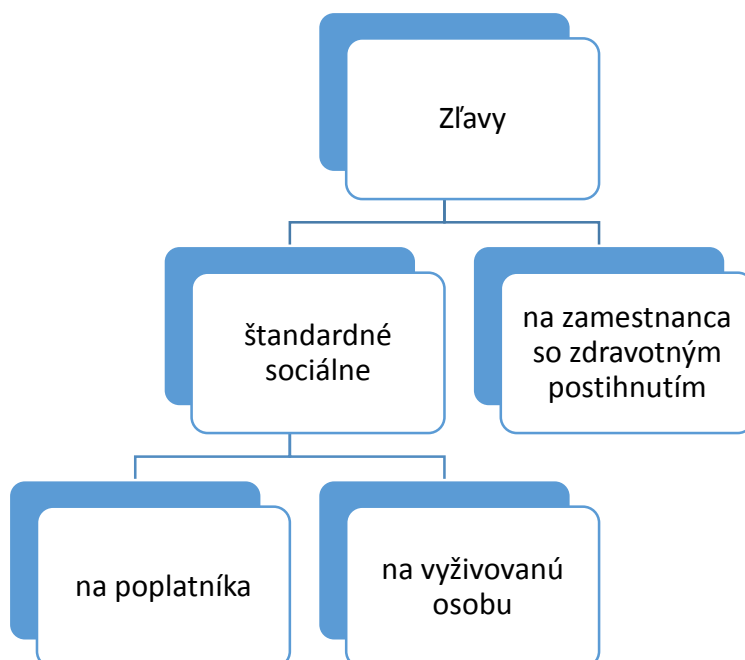 Zľavy
štandardné
sociálne
na zamestnanca
so zdravotným
postihnutím
na poplatníka
na vyživovanú
osobu